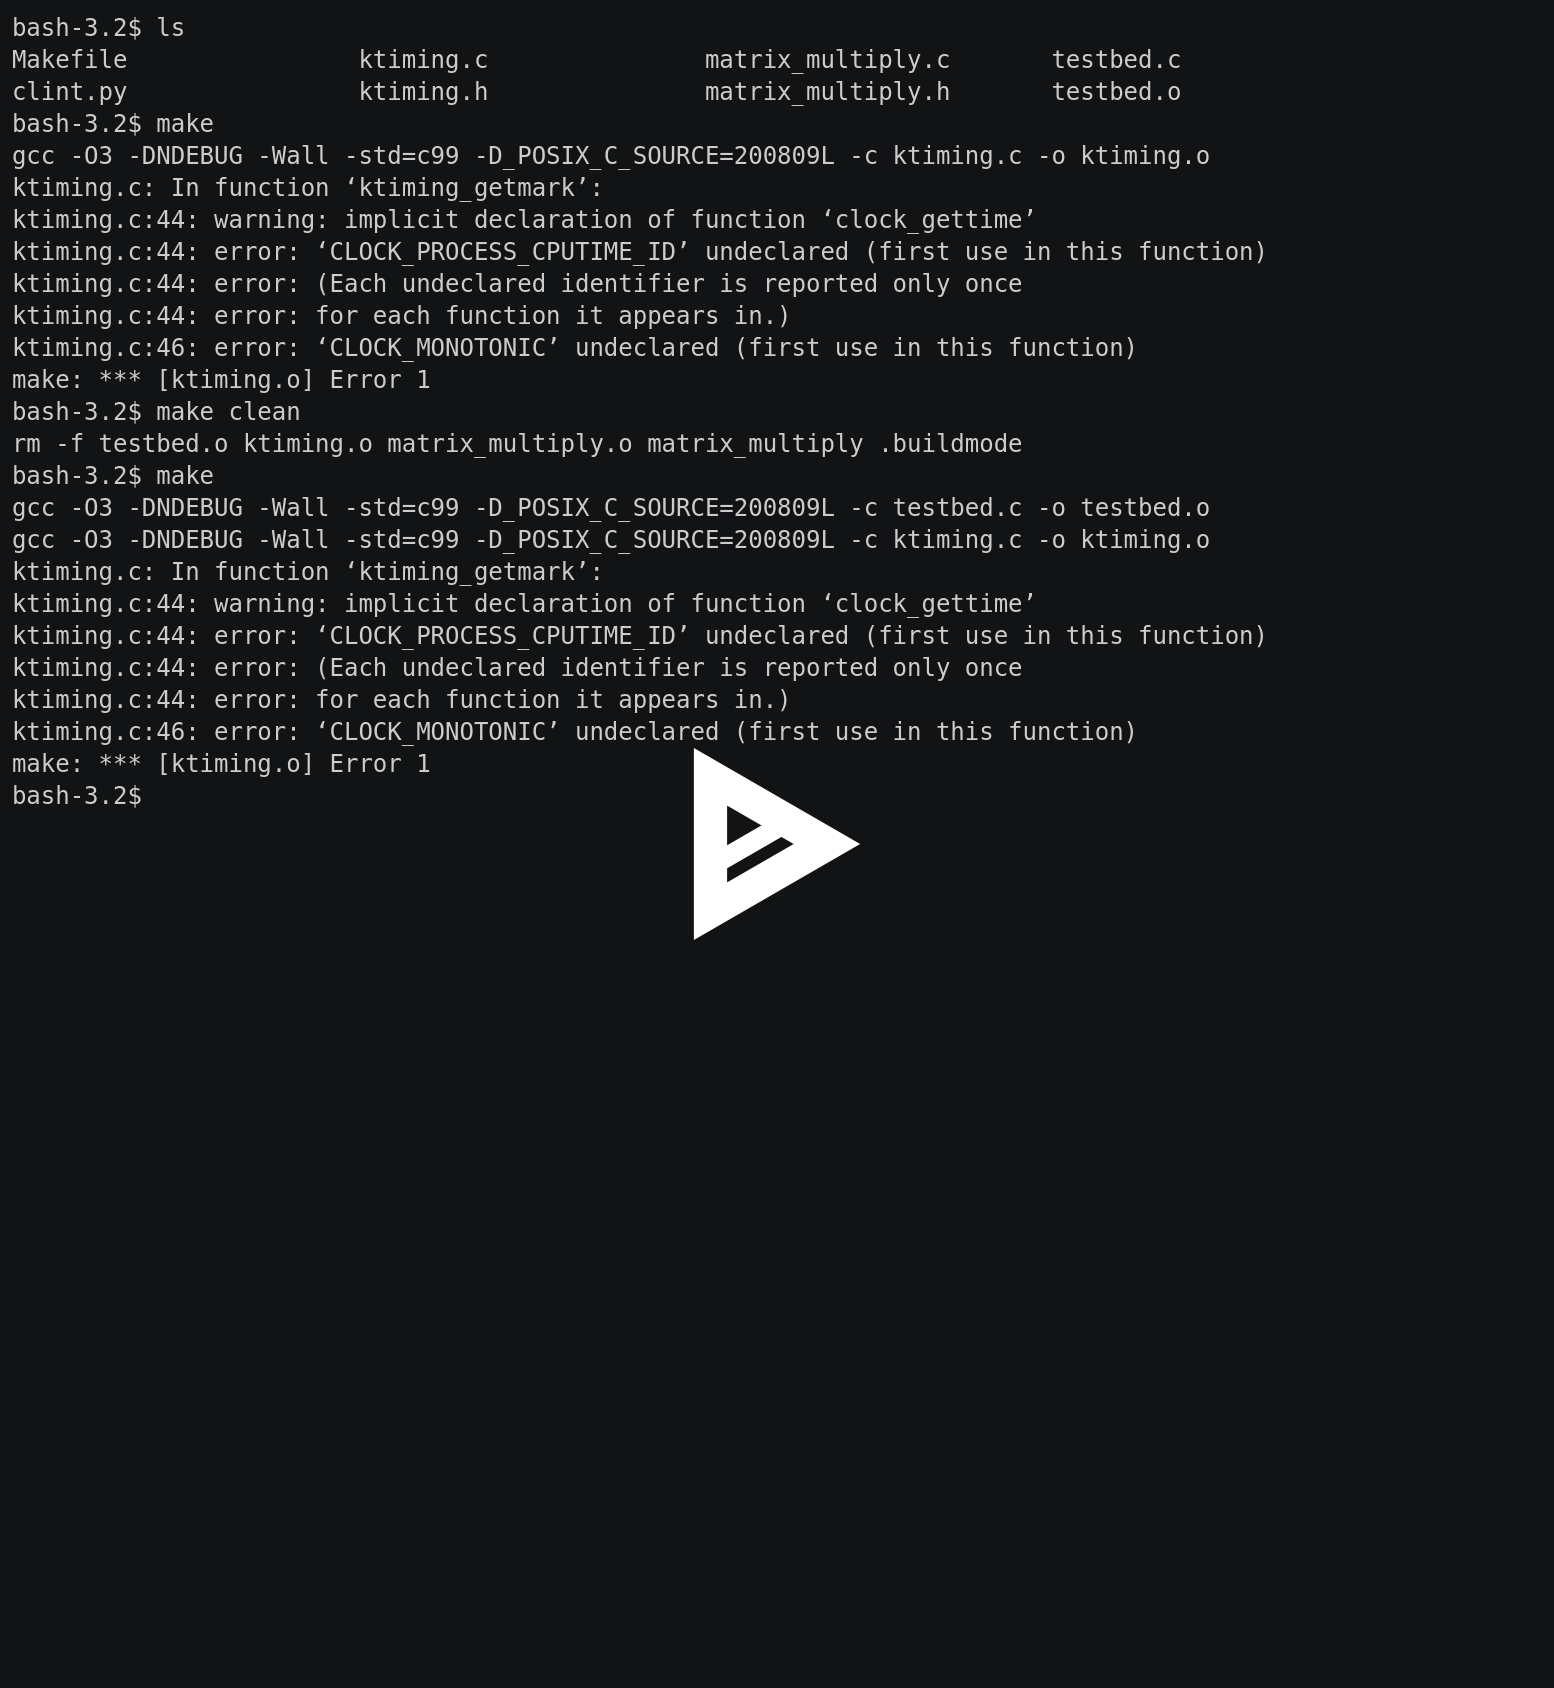 bash-3.2$ ls
Makefile                ktiming.c               matrix_multiply.c       testbed.c
clint.py                ktiming.h               matrix_multiply.h       testbed.o
bash-3.2$ make
gcc -O3 -DNDEBUG -Wall -std=c99 -D_POSIX_C_SOURCE=200809L -c ktiming.c -o ktiming.o
ktiming.c: In function ‘ktiming_getmark’:
ktiming.c:44: warning: implicit declaration of function ‘clock_gettime’
ktiming.c:44: error: ‘CLOCK_PROCESS_CPUTIME_ID’ undeclared (first use in this function)
ktiming.c:44: error: (Each undeclared identifier is reported only once
ktiming.c:44: error: for each function it appears in.)
ktiming.c:46: error: ‘CLOCK_MONOTONIC’ undeclared (first use in this function)
make: *** [ktiming.o] Error 1
bash-3.2$ make clean
rm -f testbed.o ktiming.o matrix_multiply.o matrix_multiply .buildmode
bash-3.2$ make
gcc -O3 -DNDEBUG -Wall -std=c99 -D_POSIX_C_SOURCE=200809L -c testbed.c -o testbed.o
gcc -O3 -DNDEBUG -Wall -std=c99 -D_POSIX_C_SOURCE=200809L -c ktiming.c -o ktiming.o
ktiming.c: In function ‘ktiming_getmark’:
ktiming.c:44: warning: implicit declaration of function ‘clock_gettime’
ktiming.c:44: error: ‘CLOCK_PROCESS_CPUTIME_ID’ undeclared (first use in this function)
ktiming.c:44: error: (Each undeclared identifier is reported only once
ktiming.c:44: error: for each function it appears in.)
ktiming.c:46: error: ‘CLOCK_MONOTONIC’ undeclared (first use in this function)
make: *** [ktiming.o] Error 1
bash-3.2$